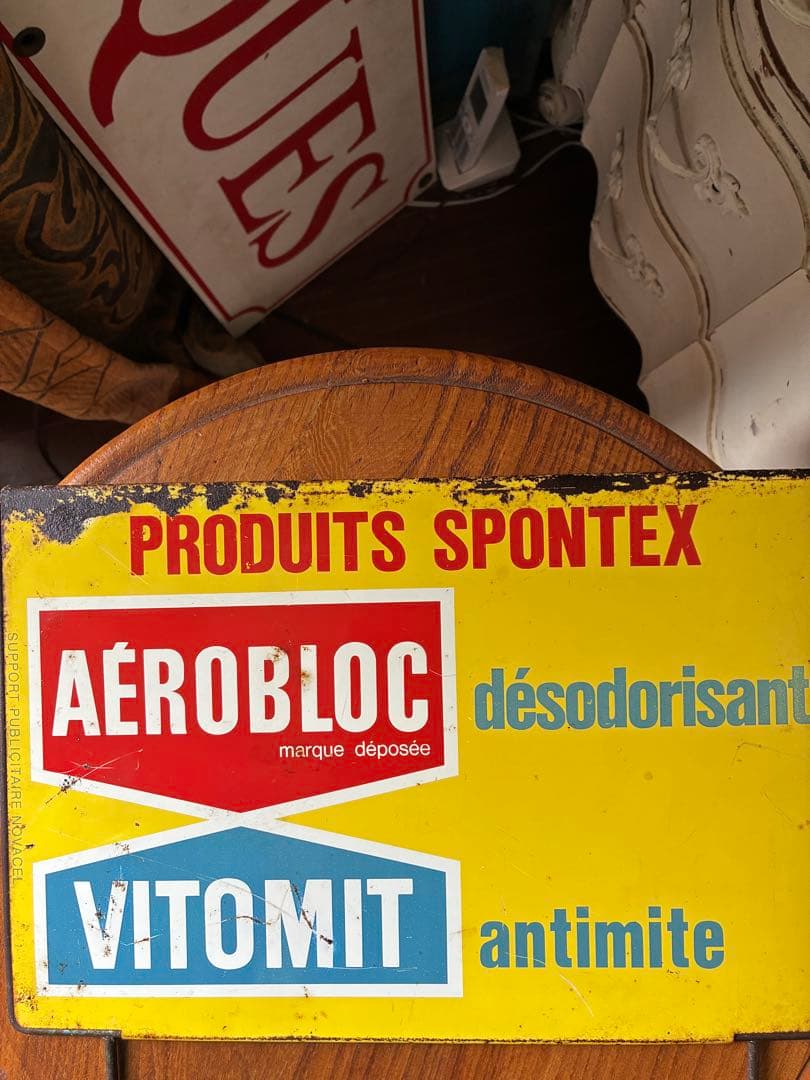 QUES
PRODUITS SPONTEX
AÉROBLOC
marque déposée
désodorisant
VITOMIT
antimite
SUPPORT PUBLICITAIRE NOVACEL